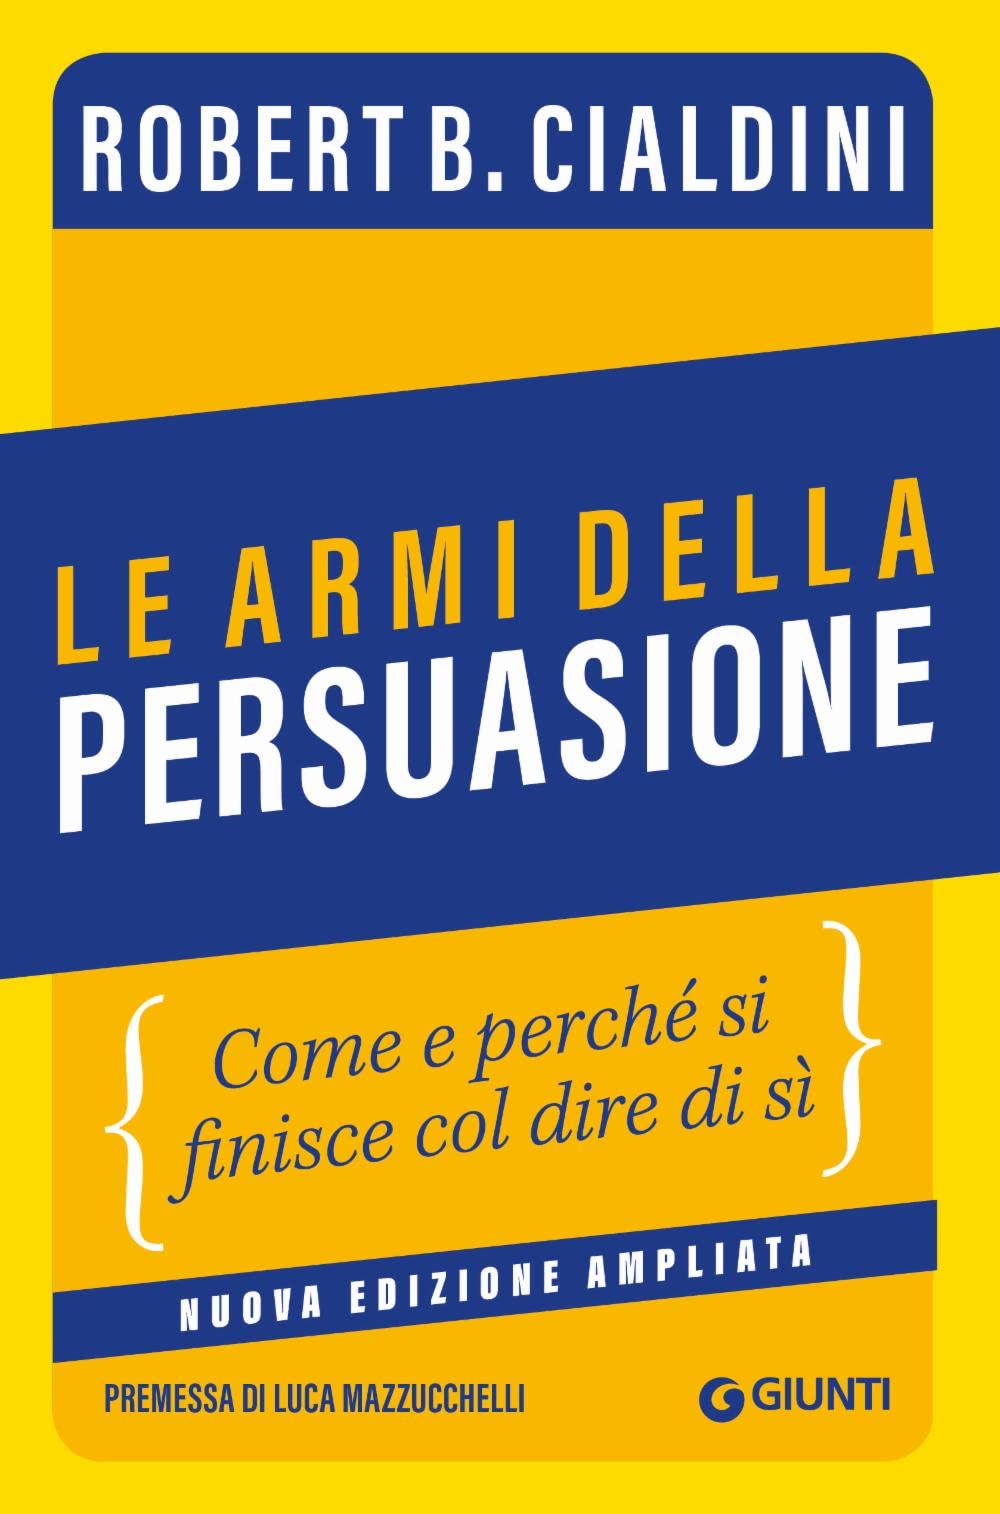 ROBERT B. CIALDINI
LE ARMI DELLA
PERSUASIONE
Come e perché si
finisce col dire di sì
NUOVA EDIZIONE AMPLIATA
PREMESSA DI LUCA MAZZUCCHELLI
GIUNTI